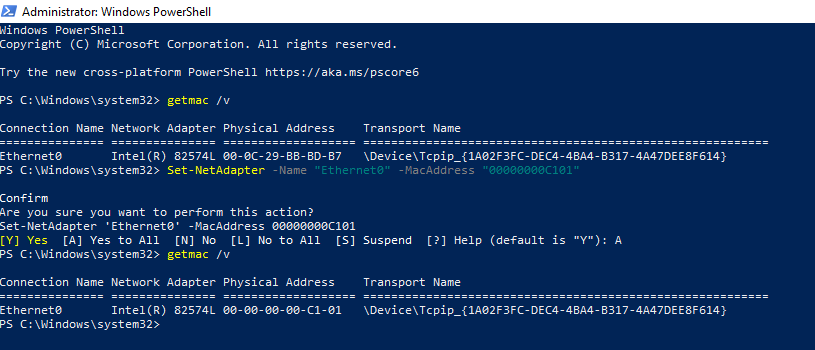 Administrator: Windows PowerShell
Windows PowerShell
Copyright (C) Microsoft Corporation. All rights reserved.
Try the new cross-platform PowerShell https://aka.ms/pscore6
PS C:\Windows\system32> getmac /v
Connection Name Network Adapter Physical Address    Transport Name
=============== =============== =================== ==========================================================
Ethernet0       Intel(R) 82574L 00-0C-29-BB-BD-B7   \Device\Tcpip_{1A02F3FC-DEC4-4BA4-B317-4A47DEE8F614}
PS C:\Windows\system32> Set-NetAdapter -Name "Ethernet0" -MacAddress "00000000C101"
Confirm
Are you sure you want to perform this action?
Set-NetAdapter 'Ethernet0' -MacAddress 00000000C101
[Y] Yes  [A] Yes to All  [N] No  [L] No to All  [S] Suspend  [?] Help (default is "Y"): A
PS C:\Windows\system32> getmac /v
Connection Name Network Adapter Physical Address    Transport Name
=============== =============== =================== ==========================================================
Ethernet0       Intel(R) 82574L 00-00-00-00-C1-01   \Device\Tcpip_{1A02F3FC-DEC4-4BA4-B317-4A47DEE8F614}
PS C:\Windows\system32>